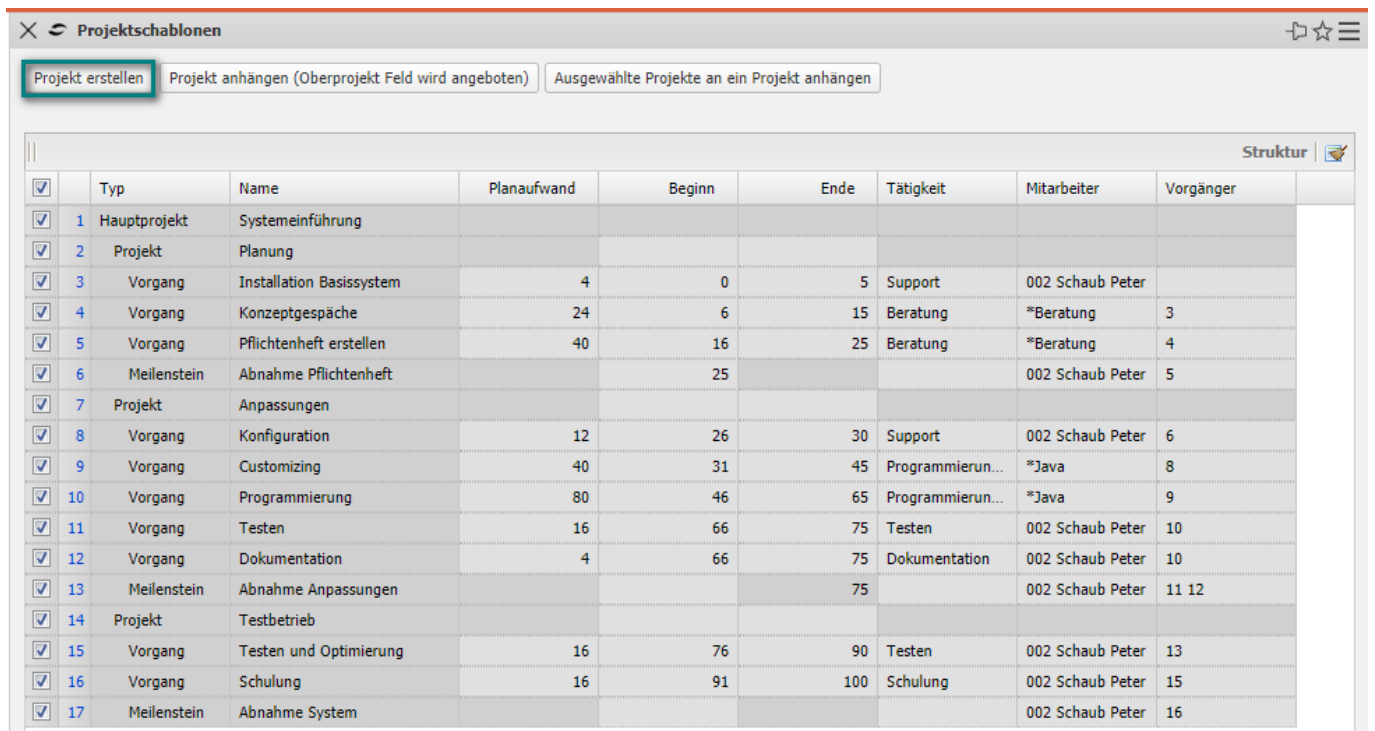 Projektschablonen
Projekt erstellen Projekt anhängen (Oberprojekt Feld wird angeboten) Ausgewählte Projekte an ein Projekt anhängen
Struktur
Typ Name Planaufwand Beginn Ende Tätigkeit Mitarbeiter Vorgänger
1 Hauptprojekt Systemeinführung
2 Projekt Planung
3 Vorgang Installation Basissystem 4 0 5 Support 002 Schaub Peter
4 Vorgang Konzeptgespäche 24 6 15 Beratung *Beratung 3
5 Vorgang Pflichtenheft erstellen 40 16 25 Beratung *Beratung 4
6 Meilenstein Abnahme Pflichtenheft 25 002 Schaub Peter 5
7 Projekt Anpassungen
8 Vorgang Konfiguration 12 26 30 Support 002 Schaub Peter 6
9 Vorgang Customizing 40 31 45 Programmierun... *Java 8
10 Vorgang Programmierung 80 46 65 Programmierun... *Java 9
11 Vorgang Testen 16 66 75 Testen 002 Schaub Peter 10
12 Vorgang Dokumentation 4 66 75 Dokumentation 002 Schaub Peter 10
13 Meilenstein Abnahme Anpassungen 75 002 Schaub Peter 11 12
14 Projekt Testbetrieb
15 Vorgang Testen und Optimierung 16 76 90 Testen 002 Schaub Peter 13
16 Vorgang Schulung 16 91 100 Schulung 002 Schaub Peter 15
17 Meilenstein Abnahme System 002 Schaub Peter 16